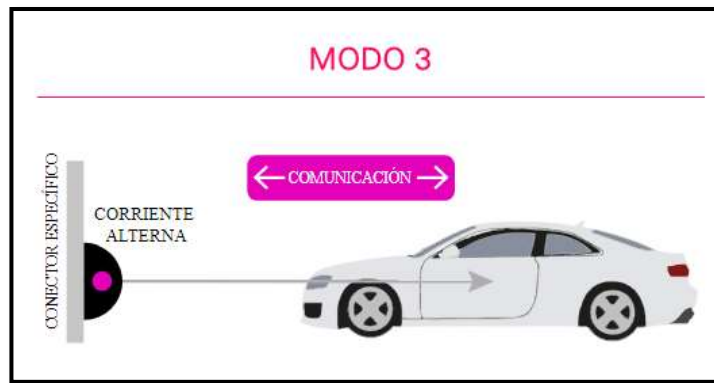 MODO 3
COMUNICACIÓN
CONECTOR ESPECÍFICO
CORRIENTE
ALTERNA